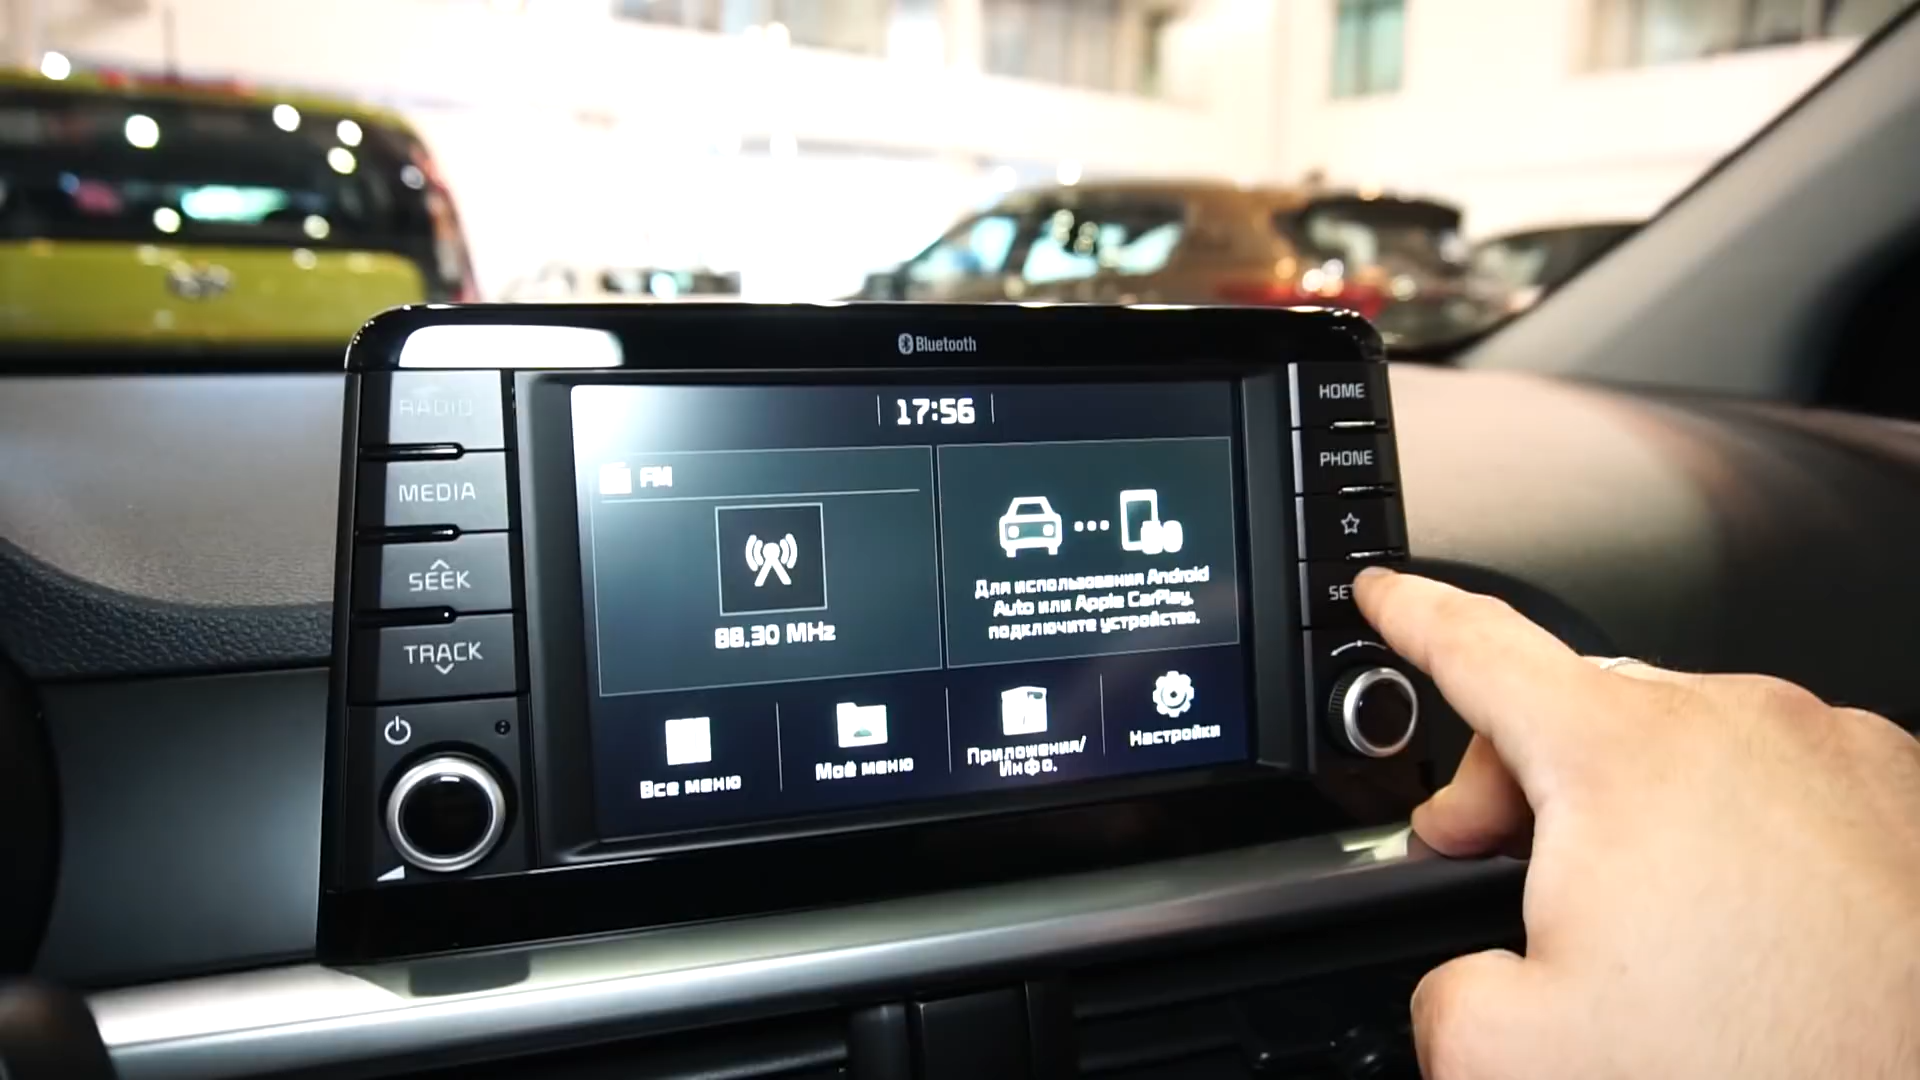 Bluetooth
RADIO
MEDIA
SEEK
TRACK
17:56
FM
88.30 MHz
Для использования Android
Auto или Apple CarPlay,
подключите устройство.
Все меню
Моё меню
Приложения/
Инфо.
Настройки
HOME
PHONE